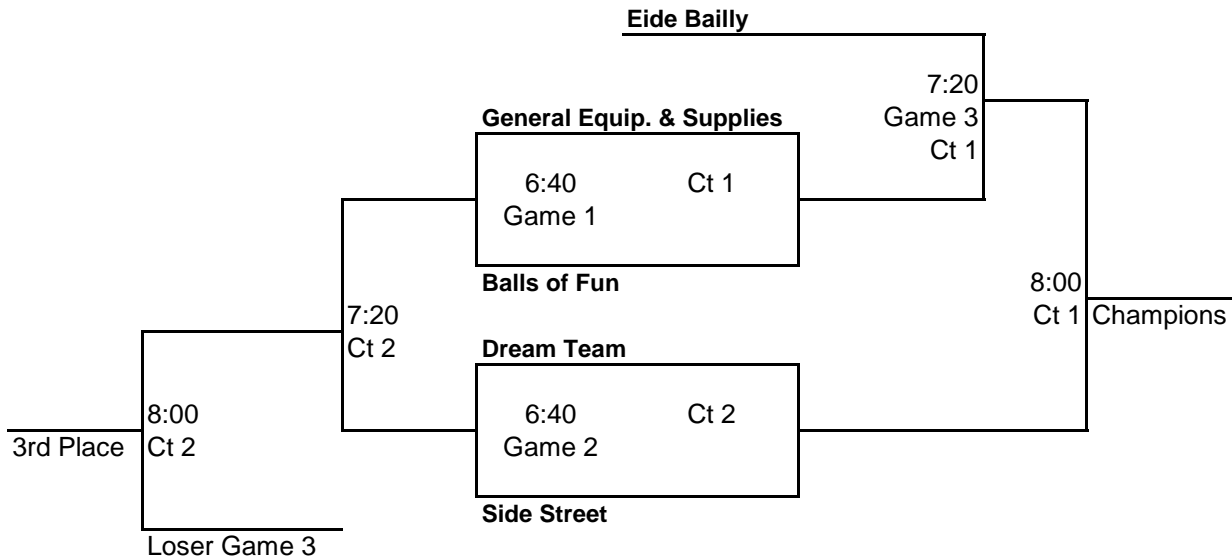 Eide Bailly
7:20
General Equip. & Supplies
Game 3
Ct 1
6:40 Ct 1
Game 1
Balls of Fun
8:00
7:20
Ct 1 Champions
Ct 2
Dream Team
8:00
6:40 Ct 2
3rd Place
Ct 2
Game 2
Side Street
Loser Game 3